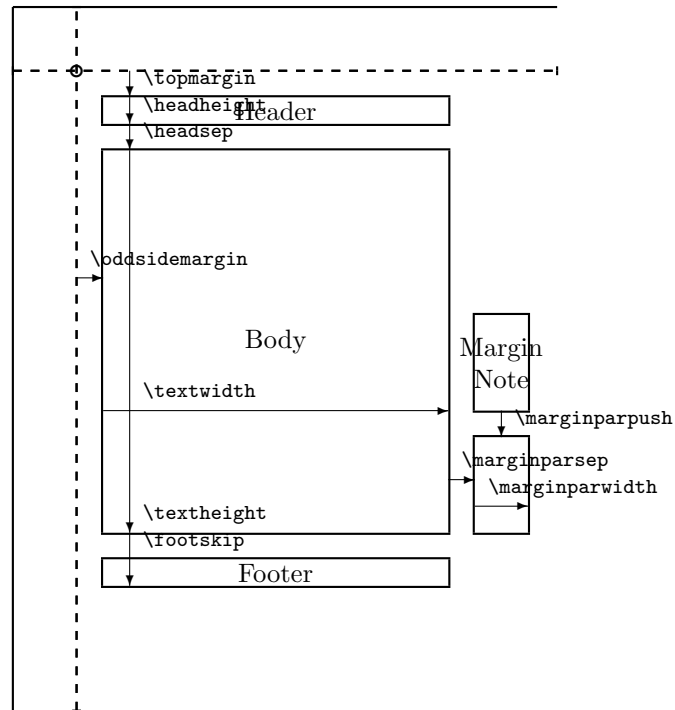 \topmargin
\headheight
Header
\headsep
\oddsidemargin
Body
Margin
Note
\textwidth
\marginparpush
\marginparsep
\marginparwidth
\textheight
\footskip
Footer